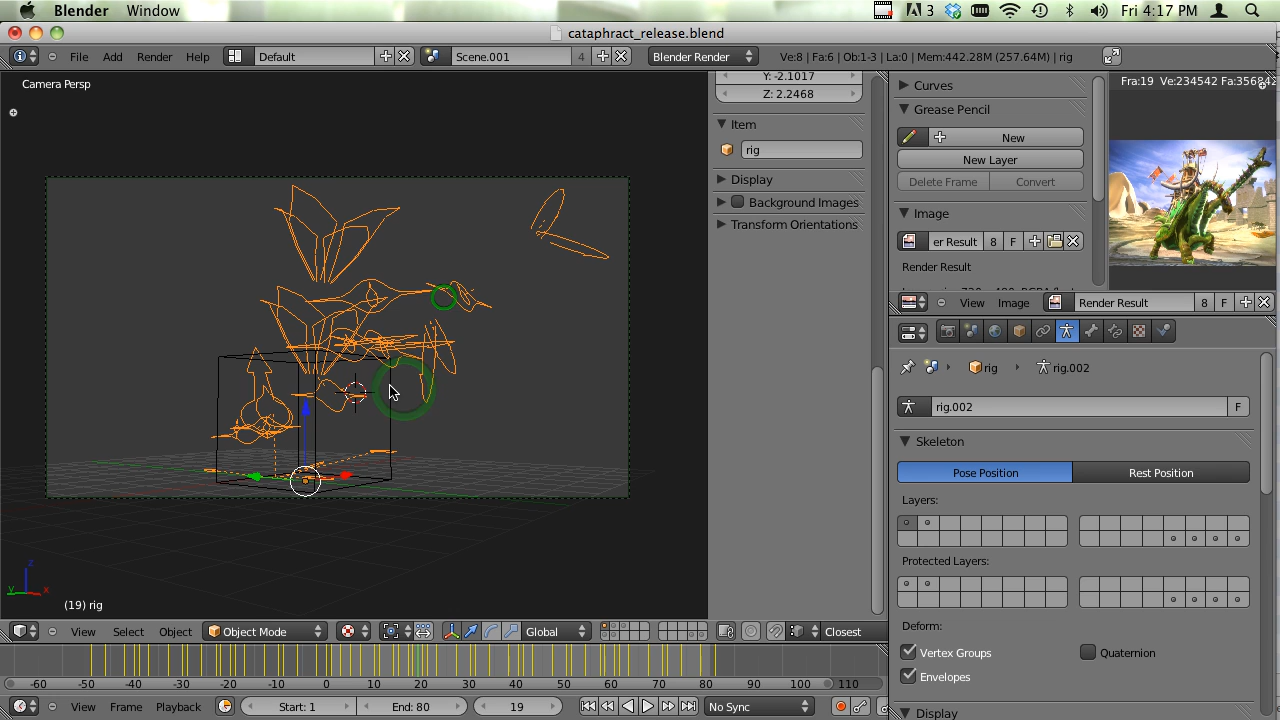 Blender Window 3 Fri 4:17 PM
cataphract_release.blend
File Add Render Help Default Scene.001 4 Blender Render Ve:8 | Fa:6 | Ob:1-3 | La:0 | Mem:442.28M (257.64M) | rig
Camera Persp
Y: -2.1017
Z: 2.2468
Item
rig
Display
Background Images
Transform Orientations
Curves
Grease Pencil
New
New Layer
Delete Frame Convert
Image
er Result 8 F
Render Result
Fra:19 Ve:234542 Fa:356842
View Image Render Result 8 F
rig rig.002
rig.002 F
Skeleton
Pose Position Rest Position
Layers:
Protected Layers:
Deform:
Vertex Groups Quaternion
Envelopes
Display
z
y x
(19) rig
View Select Object Object Mode Global Closest
-60 -50 -40 -30 -20 -10 0 10 20 30 40 50 60 70 80 90 100 110
View Frame Playback Start: 1 End: 80 19 No Sync